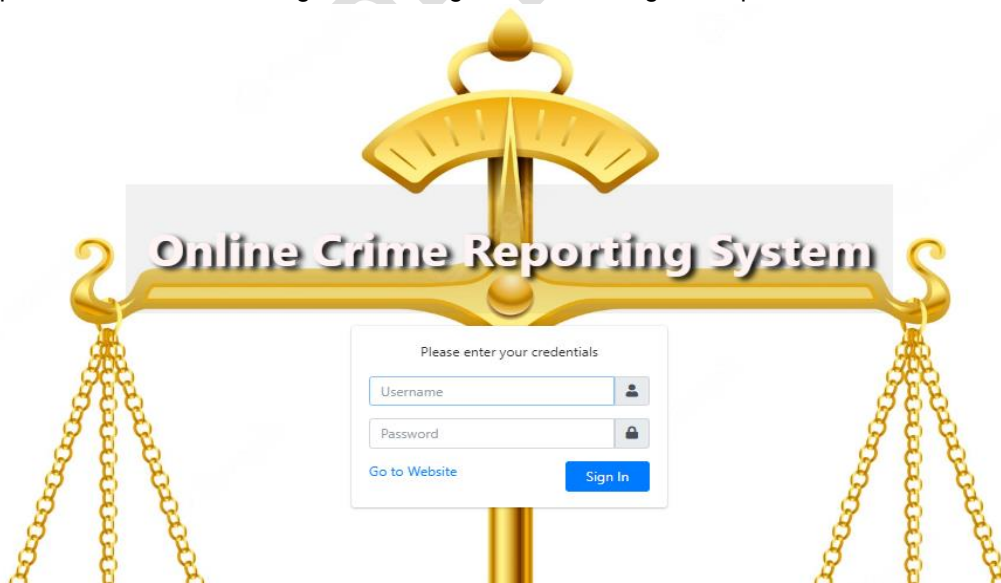 Online Crime Reporting System
Please enter your credentials
Username
Password
Go to Website
Sign In